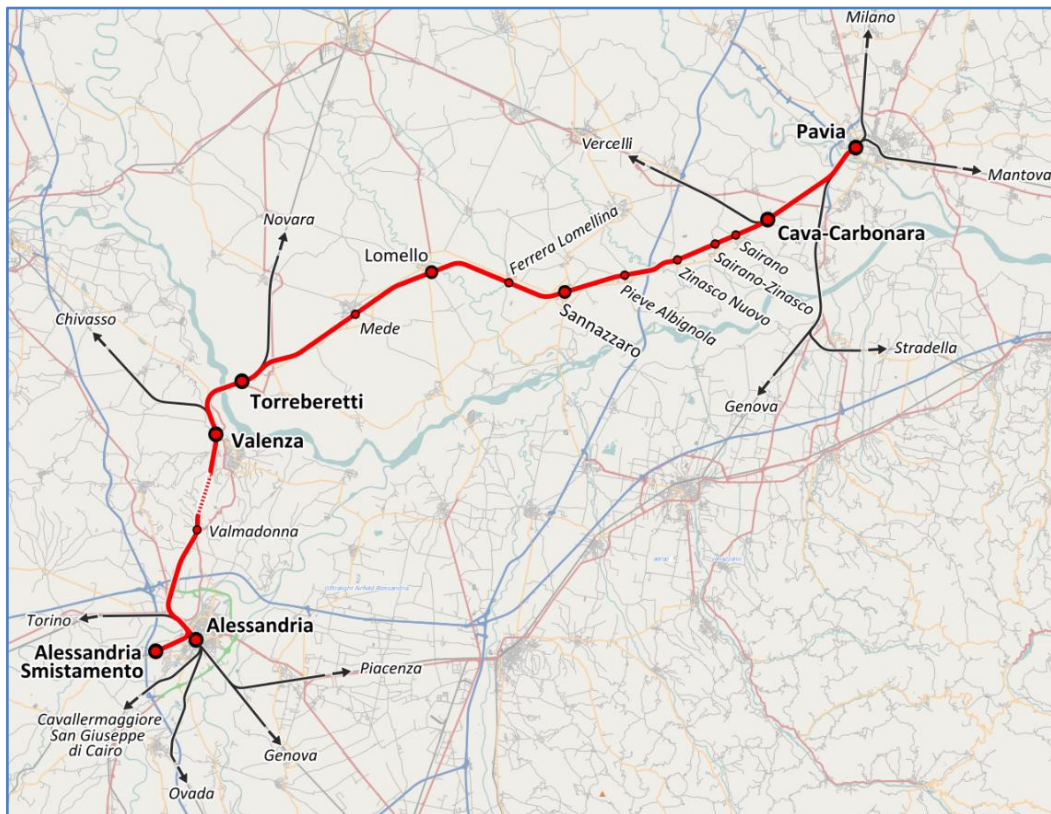 Milano
Pavia
Vercelli
Mantova
Novara
Cava-Carbonara
Lomello
Ferrera Lomellina
Sairano
Sairano-Zinasco
Zinasco Nuovo
Pieve Albignola
Sannazzaro
Mede
Chivasso
Stradella
Torreberetti
Genova
Valenza
Valmadonna
Torino
Alessandria
Alessandria
Smistamento
Piacenza
Cavallermaggiore
San Giuseppe
di Cairo
Genova
Ovada